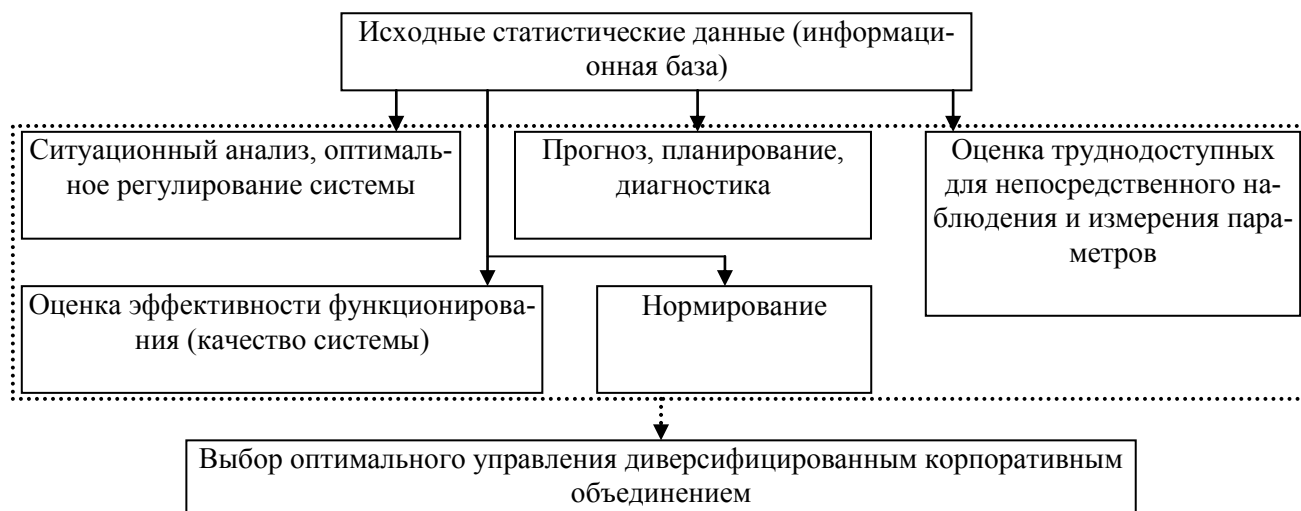 Исходные статистические данные (информаци-
онная база)
Ситуационный анализ, оптималь-
ное регулирование системы
Прогноз, планирование,
диагностика
Оценка труднодоступных
для непосредственного на-
блюдения и измерения пара-
метров
Оценка эффективности функционирова-
ния (качество системы)
Нормирование
Выбор оптимального управления диверсифицированным корпоративным
объединением